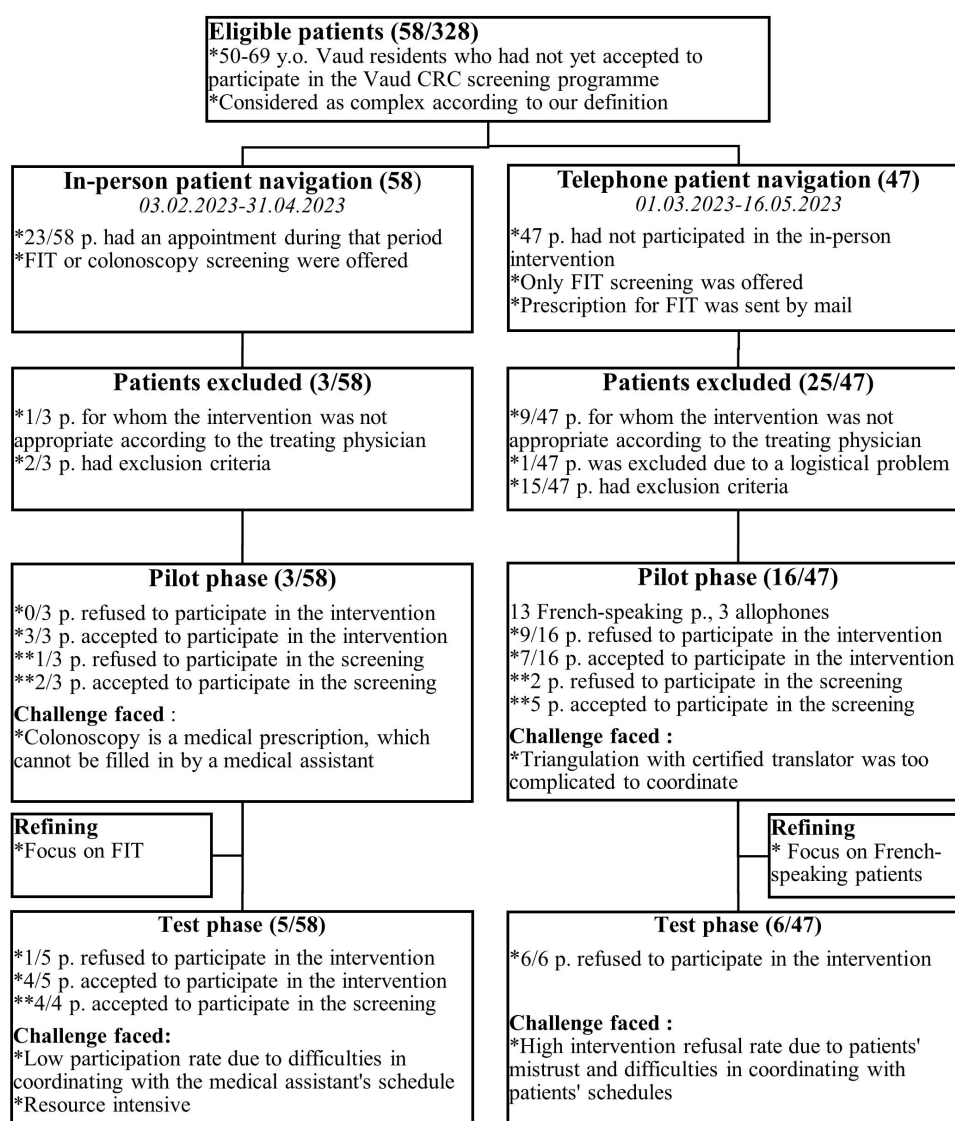 Eligible patients (58/328)
*50-69 y.o. Vaud residents who had not yet accepted to
participate in the Vaud CRC screening programme
*Considered as complex according to our definition
In-person patient navigation (58)
03.02.2023-31.04.2023
*23/58 p. had an appointment during that period
*FIT or colonoscopy screening were offered
Telephone patient navigation (47)
01.03.2023-16.05.2023
*47 p. had not participated in the in-person
intervention
*Only FIT screening was offered
*Prescription for FIT was sent by mail
Patients excluded (3/58)
*1/3 p. for whom the intervention was not
appropriate according to the treating physician
*2/3 p. had exclusion criteria
Patients excluded (25/47)
*9/47 p. for whom the intervention was not
appropriate according to the treating physician
*1/47 p. was excluded due to a logistical problem
*15/47 p. had exclusion criteria
Pilot phase (3/58)
*0/3 p. refused to participate in the intervention
*3/3 p. accepted to participate in the intervention
**1/3 p. refused to participate in the screening
**2/3 p. accepted to participate in the screening
Challenge faced :
*Colonoscopy is a medical prescription, which
cannot be filled in by a medical assistant
Pilot phase (16/47)
13 French-speaking p., 3 allophones
*9/16 p. refused to participate in the intervention
*7/16 p. accepted to participate in the intervention
**2 p. refused to participate in the screening
**5 p. accepted to participate in the screening
Challenge faced :
*Triangulation with certified translator was too
complicated to coordinate
Refining
*Focus on FIT
Refining
* Focus on French-
speaking patients
Test phase (5/58)
*1/5 p. refused to participate in the intervention
*4/5 p. accepted to participate in the intervention
**4/4 p. accepted to participate in the screening
Challenge faced:
*Low participation rate due to difficulties in
coordinating with the medical assistant's schedule
*Resource intensive
Test phase (6/47)
*6/6 p. refused to participate in the intervention
Challenge faced :
*High intervention refusal rate due to patients'
mistrust and difficulties in coordinating with
patients' schedules